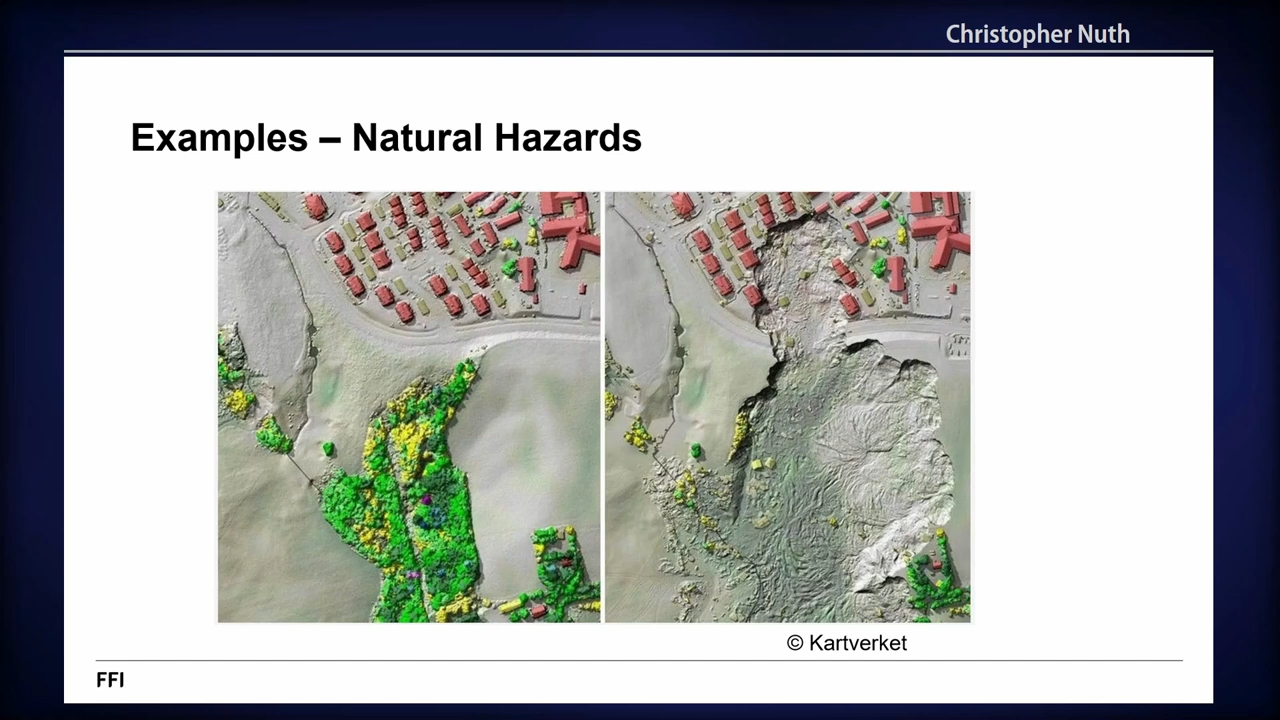 Christopher Nuth
Examples – Natural Hazards
© Kartverket
FFI